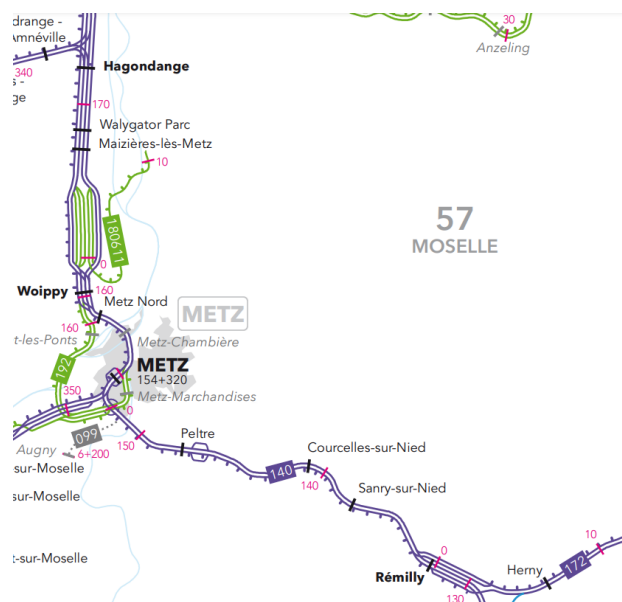 drange -
Amnéville
340
s -
ge
Hagondange
170
Walygator Parc
Maizières-lès-Metz
10
180611
0
30
Anzeling
57
MOSELLE
Woippy
160
Metz Nord
METZ
160
t-les-Ponts
Metz-Chambière
192
METZ
154+320
350
Metz-Marchandises
0
099
Augny
6+200
150
sur-Moselle
sur-Moselle
t-sur-Moselle
Peltre
Courcelles-sur-Nied
140
140
Sanry-sur-Nied
0
Rémilly
130
Herny
172
10